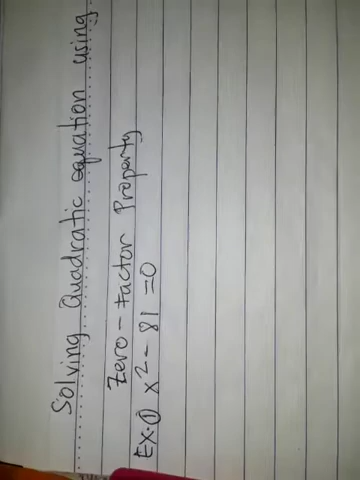 Solving Quadratic equation using
Zero-Factor Property
Ex.① x² - 81 = 0